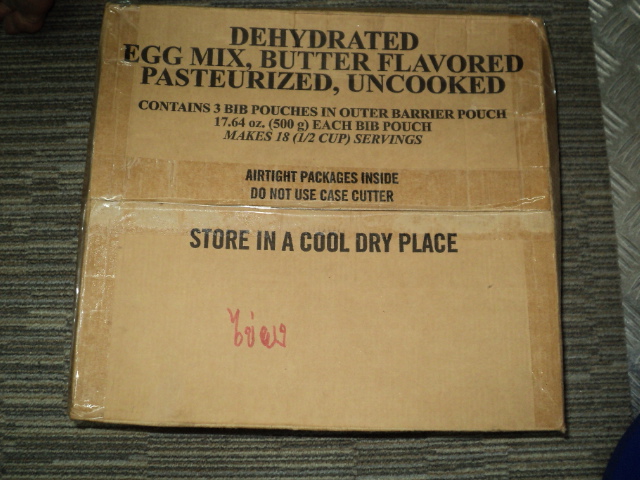 DEHYDRATED
EGG MIX, BUTTER FLAVORED
PASTEURIZED, UNCOOKED
CONTAINS 3 BIB POUCHES IN OUTER BARRIER POUCH
17.64 oz. (500 g) EACH BIB POUCH
MAKES 18 (1/2 CUP) SERVINGS
AIRTIGHT PACKAGES INSIDE
DO NOT USE CASE CUTTER
STORE IN A COOL DRY PLACE
ไข่ผง